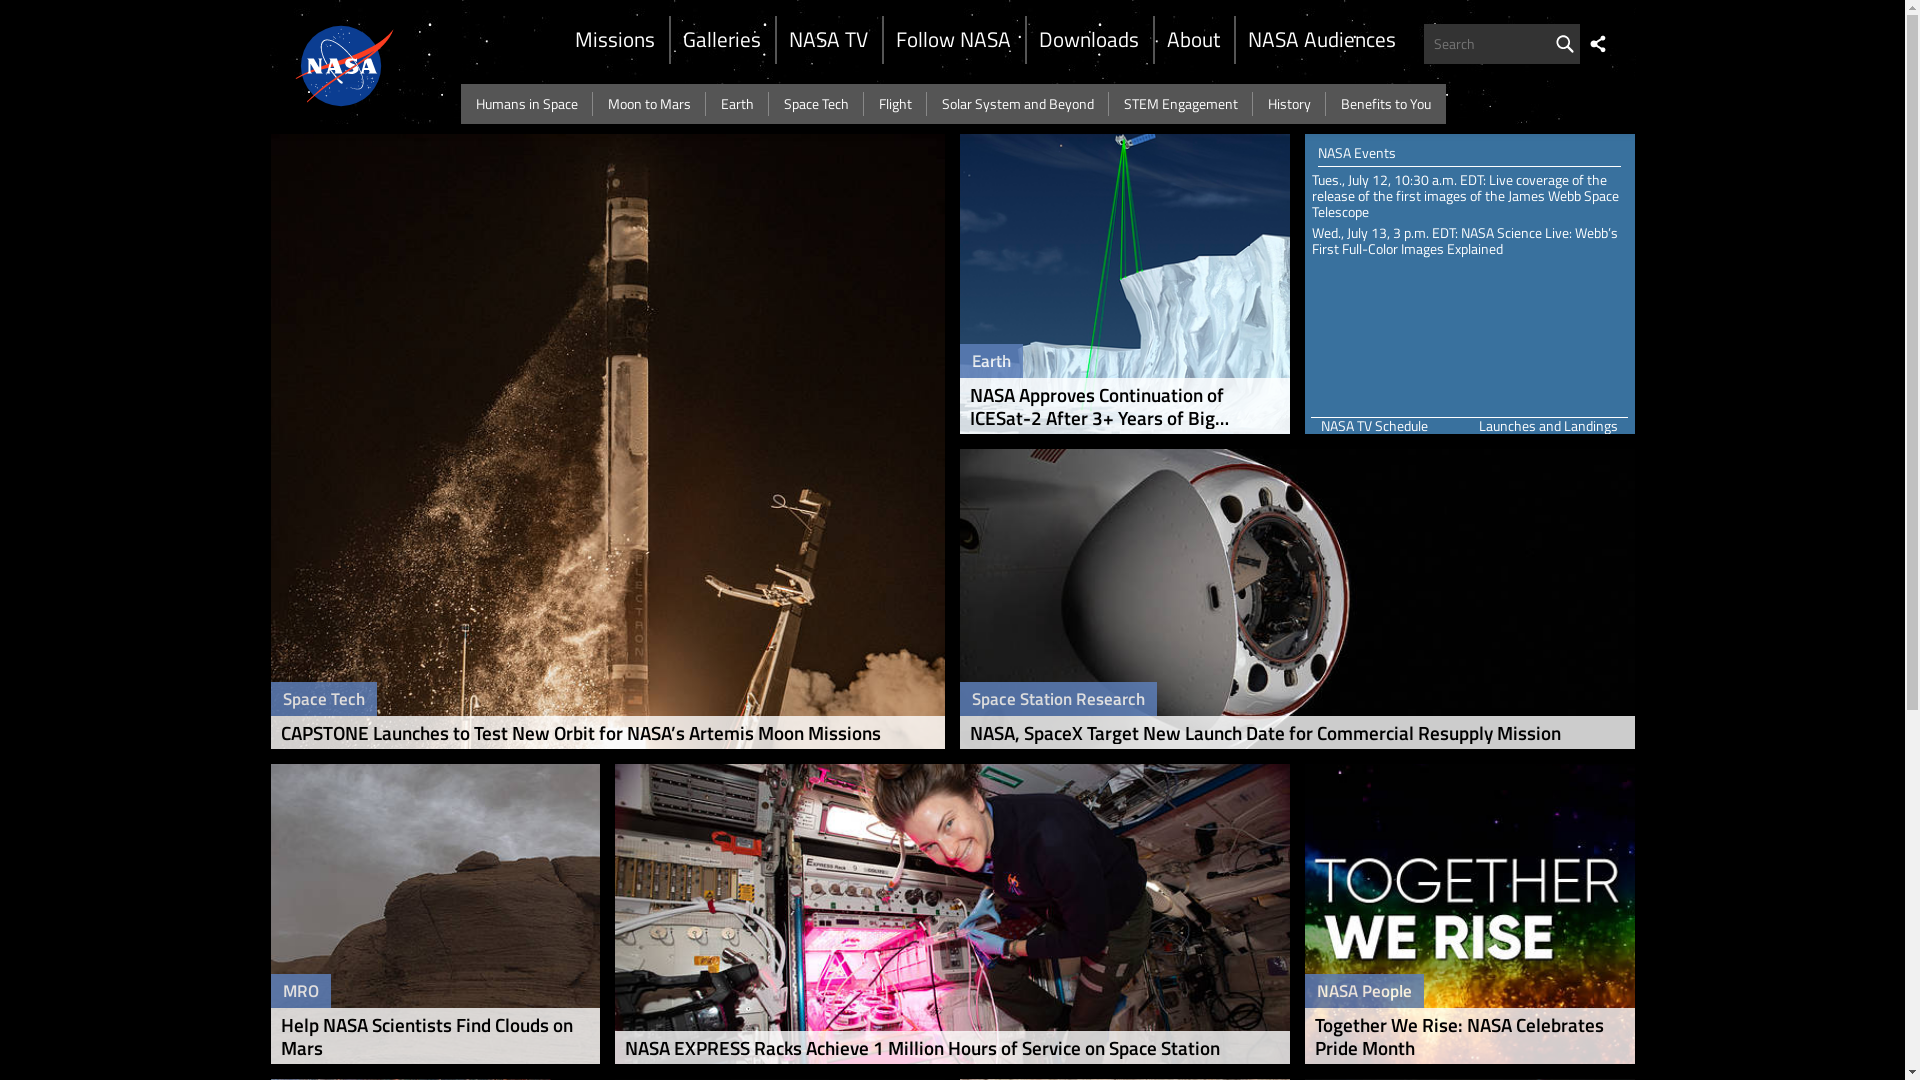 NASA
Missions
Galleries
NASA TV
Follow NASA
Downloads
About
NASA Audiences
Search
Humans in Space
Moon to Mars
Earth
Space Tech
Flight
Solar System and Beyond
STEM Engagement
History
Benefits to You
ELECTRON
Space Tech
CAPSTONE Launches to Test New Orbit for NASA’s Artemis Moon Missions
Earth
NASA Approves Continuation of
ICESat-2 After 3+ Years of Big...
NASA Events
Tues., July 12, 10:30 a.m. EDT: Live coverage of the
release of the first images of the James Webb Space
Telescope
Wed., July 13, 3 p.m. EDT: NASA Science Live: Webb’s
First Full-Color Images Explained
NASA TV Schedule
Launches and Landings
Space Station Research
NASA, SpaceX Target New Launch Date for Commercial Resupply Mission
MRO
Help NASA Scientists Find Clouds on
Mars
EXPRESS Rack
NASA EXPRESS Racks Achieve 1 Million Hours of Service on Space Station
TOGETHER
WE RISE
NASA People
Together We Rise: NASA Celebrates
Pride Month